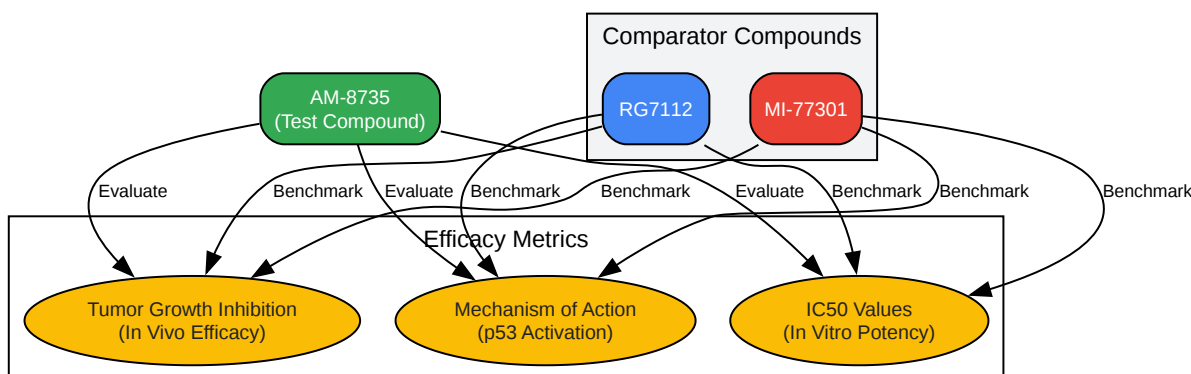 Comparator Compounds
AM-8735
(Test Compound)
RG7112
MI-77301
Evaluate
Benchmark
Evaluate
Benchmark
Benchmark
Evaluate
Benchmark
Benchmark
Benchmark
Efficacy Metrics
Tumor Growth Inhibition
(In Vivo Efficacy)
Mechanism of Action
(p53 Activation)
IC50 Values
(In Vitro Potency)